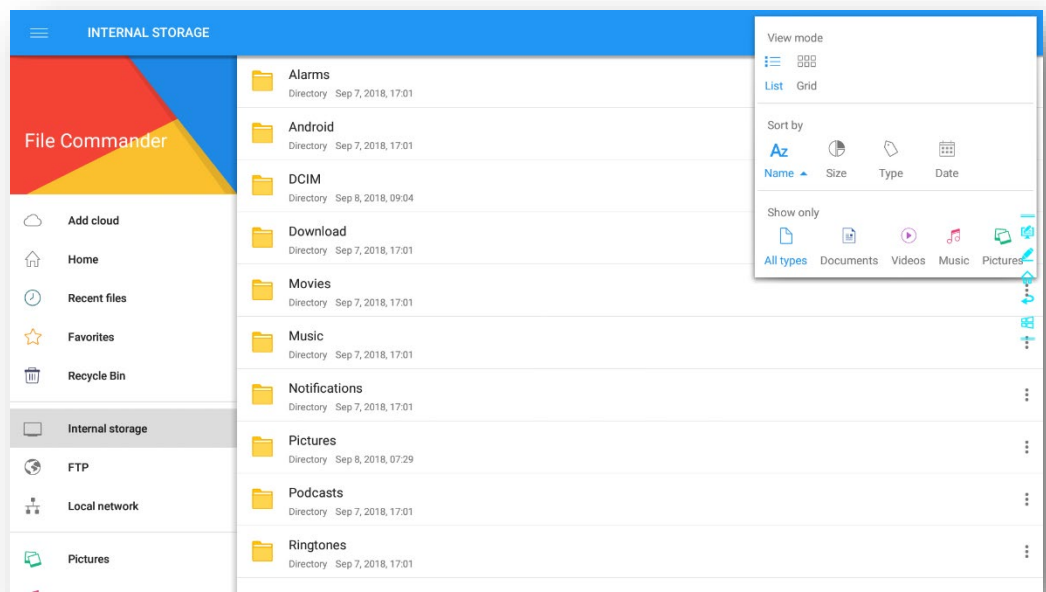 INTERNAL STORAGE
File Commander
Add cloud
Home
Recent files
Favorites
Recycle Bin
Internal storage
FTP
Local network
Pictures
Alarms
Directory Sep 7, 2018, 17:01
Android
Directory Sep 7, 2018, 17:01
DCIM
Directory Sep 8, 2018, 09:04
Download
Directory Sep 7, 2018, 17:01
Movies
Directory Sep 7, 2018, 17:01
Music
Directory Sep 7, 2018, 17:01
Notifications
Directory Sep 7, 2018, 17:01
Pictures
Directory Sep 8, 2018, 07:29
Podcasts
Directory Sep 7, 2018, 17:01
Ringtones
Directory Sep 7, 2018, 17:01
View mode
List Grid
Sort by
Az
Name Size Type Date
Show only
All types Documents Videos Music Pictures